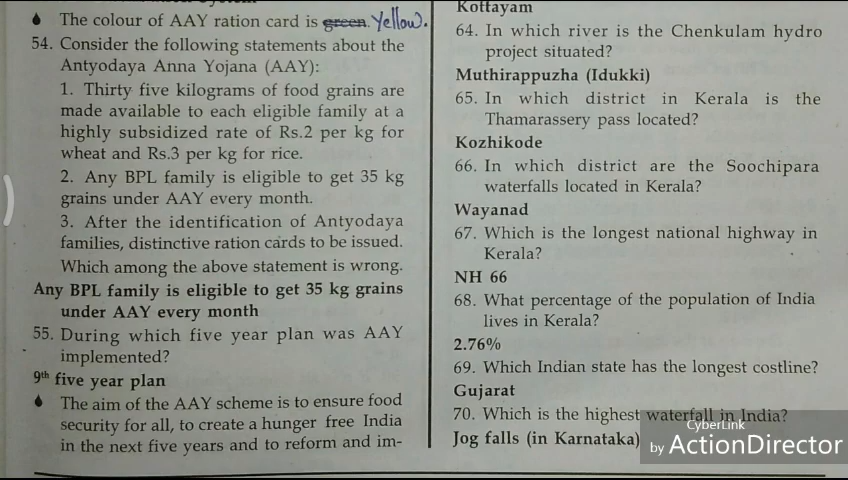 The colour of AAY ration card is green. Yellow.
54. Consider the following statements about the
Antyodaya Anna Yojana (AAY):
1. Thirty five kilograms of food grains are
made available to each eligible family at a
highly subsidized rate of Rs.2 per kg for
wheat and Rs.3 per kg for rice.
2. Any BPL family is eligible to get 35 kg
grains under AAY every month.
3. After the identification of Antyodaya
families, distinctive ration cards to be issued.
Which among the above statement is wrong.
Any BPL family is eligible to get 35 kg grains
under AAY every month
55. During which five year plan was AAY
implemented?
9th five year plan
The aim of the AAY scheme is to ensure food
security for all, to create a hunger free India
in the next five years and to reform and im-
Kottayam
64. In which river is the Chenkulam hydro
project situated?
Muthirappuzha (Idukki)
65. In which district in Kerala is the
Thamarassery pass located?
Kozhikode
66. In which district are the Soochipara
waterfalls located in Kerala?
Wayanad
67. Which is the longest national highway in
Kerala?
NH 66
68. What percentage of the population of India
lives in Kerala?
2.76%
69. Which Indian state has the longest costline?
Gujarat
70. Which is the highest waterfall in India?
Jog falls (in Karnataka)
CyberLink
by ActionDirector